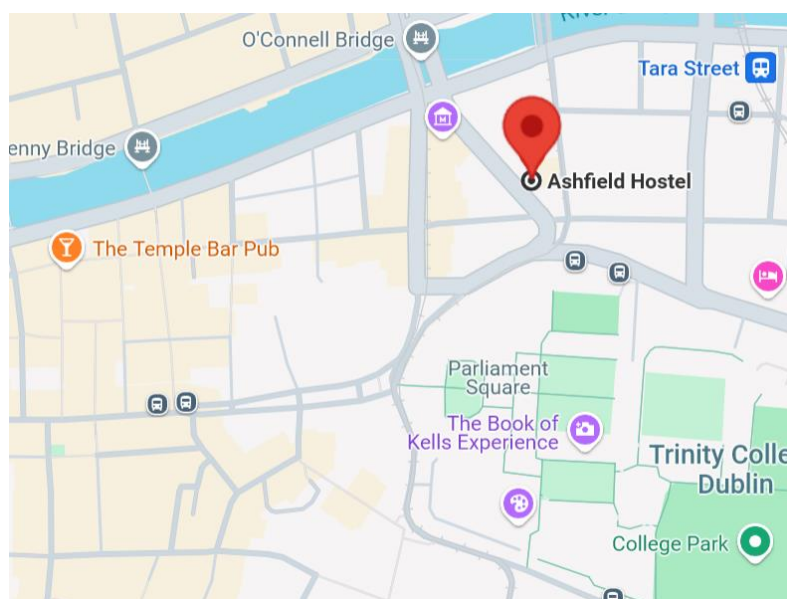 River
O'Connell Bridge
Tara Street
enny Bridge
Ashfield Hostel
The Temple Bar Pub
Parliament
Square
The Book of
Kells Experience
Trinity Colle
Dublin
College Park